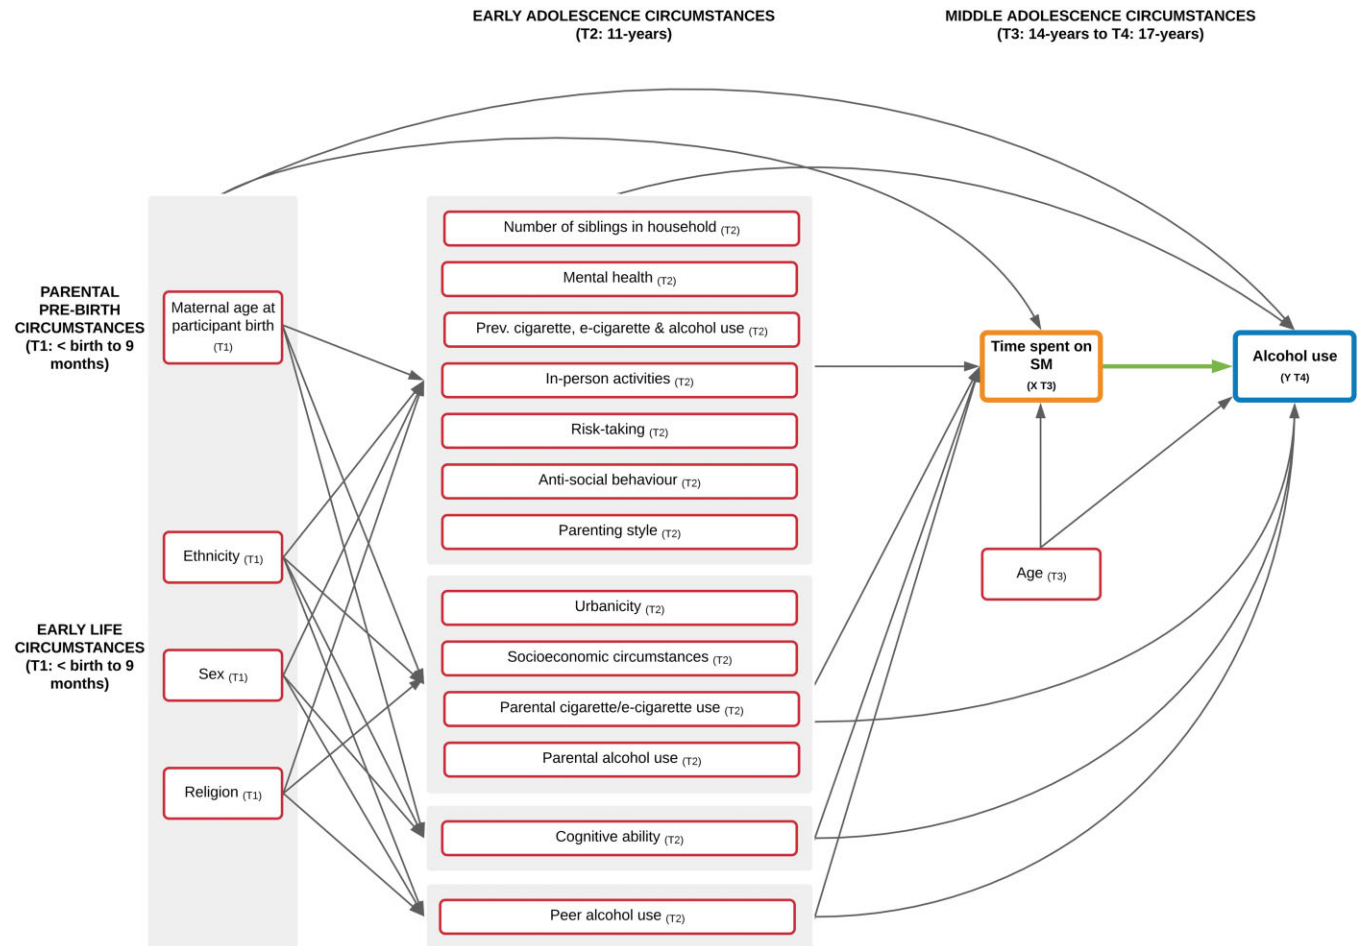 EARLY ADOLESCENCE CIRCUMSTANCES
(T2: 11-years)
MIDDLE ADOLESCENCE CIRCUMSTANCES
(T3: 14-years to T4: 17-years)
PARENTAL
PRE-BIRTH
CIRCUMSTANCES
(T1: < birth to 9
months)
EARLY LIFE
CIRCUMSTANCES
(T1: < birth to 9
months)
Maternal age at
participant birth
(T1)
Ethnicity (T1)
Sex (T1)
Religion (T1)
Number of siblings in household (T2)
Mental health (T2)
Prev. cigarette, e-cigarette & alcohol use (T2)
In-person activities (T2)
Risk-taking (T2)
Anti-social behaviour (T2)
Parenting style (T2)
Urbanicity (T2)
Socioeconomic circumstances (T2)
Parental cigarette/e-cigarette use (T2)
Parental alcohol use (T2)
Cognitive ability (T2)
Peer alcohol use (T2)
Time spent on
SM
(X T3)
Alcohol use
(Y T4)
Age (T3)